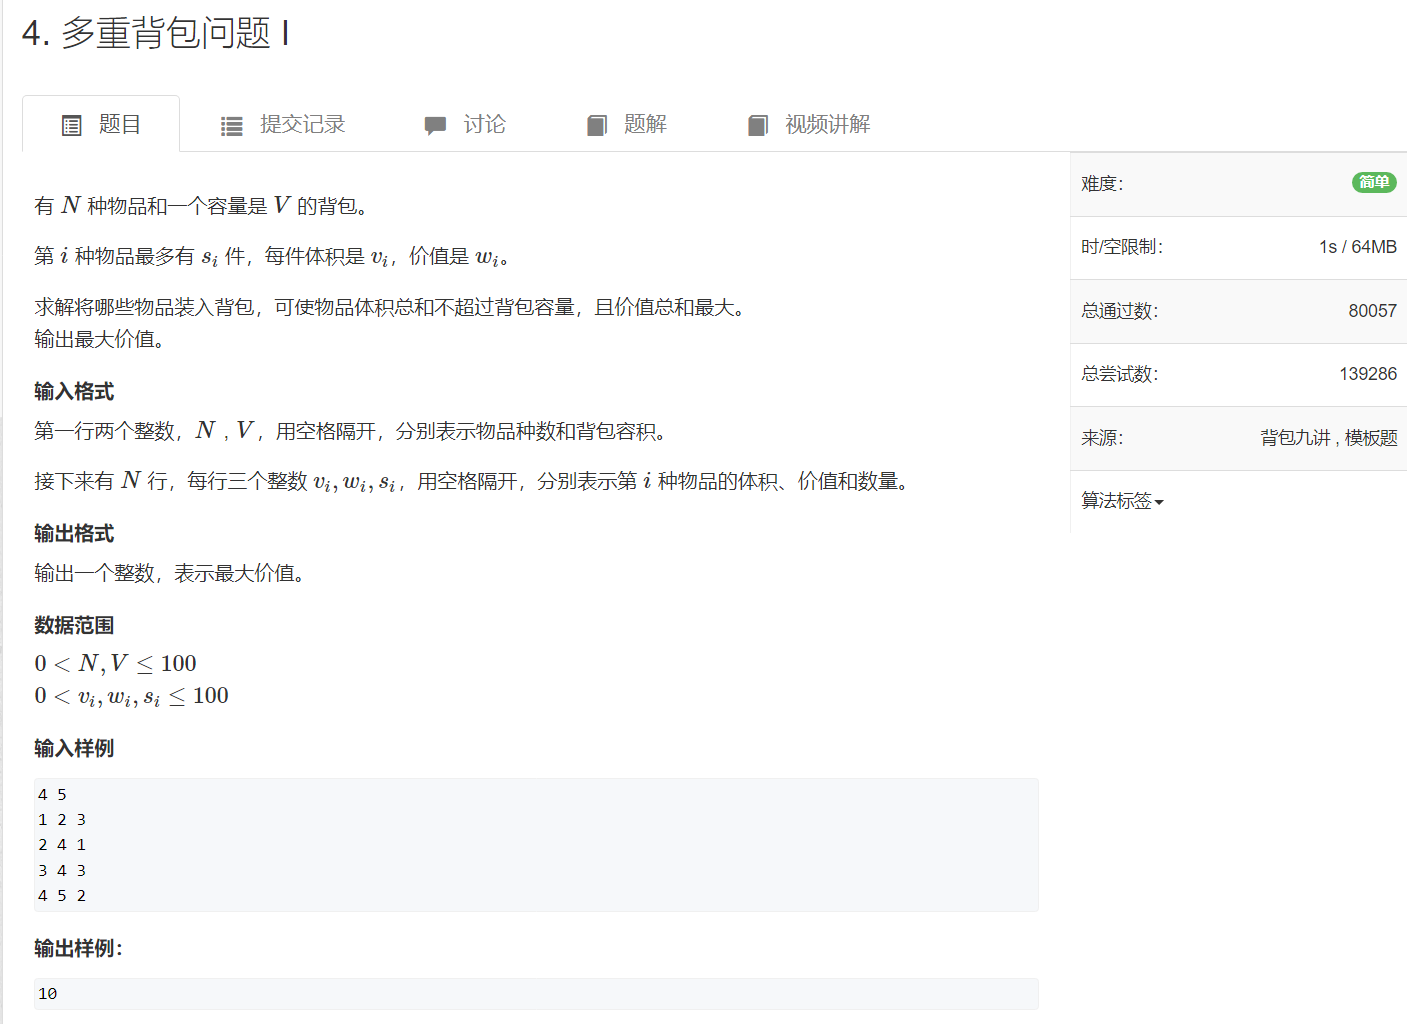 4. 多重背包问题 I
题目
提交记录
讨论
题解
视频讲解
有 N 种物品和一个容量是 V 的背包。
第 i 种物品最多有 s_i 件，每件体积是 v_i，价值是 w_i。
求解将哪些物品装入背包，可使物品体积总和不超过背包容量，且价值总和最大。
输出最大价值。
输入格式
第一行两个整数，N , V，用空格隔开，分别表示物品种数和背包容积。
接下来有 N 行，每行三个整数 v_i, w_i, s_i，用空格隔开，分别表示第 i 种物品的体积、价值和数量。
输出格式
输出一个整数，表示最大价值。
数据范围
0 < N, V ≤ 100
0 < v_i, w_i, s_i ≤ 100
输入样例
4 5
1 2 3
2 4 1
3 4 3
4 5 2
输出样例：
10
难度： 简单
时/空限制： 1s / 64MB
总通过数： 80057
总尝试数： 139286
来源： 背包九讲 , 模板题
算法标签